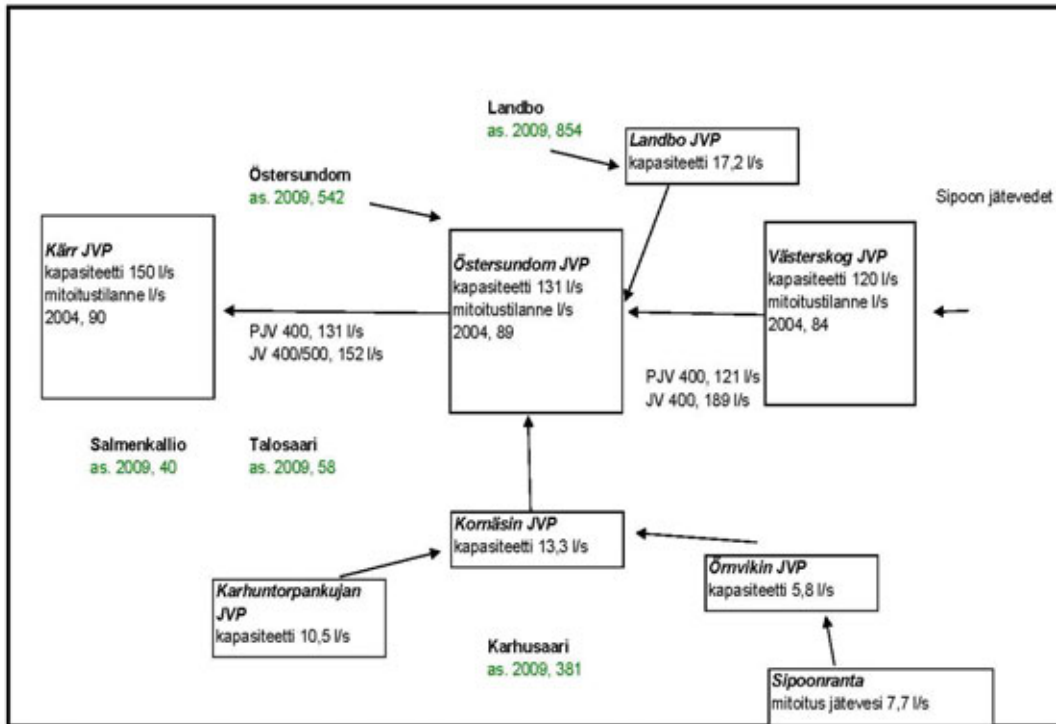 Landbo
as. 2009, 854
Landbo JVP
kapasiteetti 17,2 l/s
Östersundom
as. 2009, 542
Sipoon jätevedet
Kärr JVP
kapasiteetti 150 l/s
mitoitustilanne l/s
2004, 90
Östersundom JVP
kapasiteetti 131 l/s
mitoitustilanne l/s
2004, 89
Västerskog JVP
kapasiteetti 120 l/s
mitoitustilanne l/s
2004, 84
PJV 400, 131 l/s
JV 400/500, 152 l/s
PJV 400, 121 l/s
JV 400, 189 l/s
Salmenkallio
as. 2009, 40
Talosaari
as. 2009, 58
Kornäsin JVP
kapasiteetti 13,3 l/s
Örnvikin JVP
kapasiteetti 5,8 l/s
Karhuntorpankujan
JVP
kapasiteetti 10,5 l/s
Karhusaari
as. 2009, 381
Sipoonranta
mitoitus jätevesi 7,7 l/s